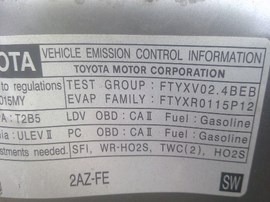 OTA VEHICLE EMISSION CONTROL INFORMATION
TOYOTA MOTOR CORPORATION
to regulations TEST GROUP : FTYXV02.4BEB
015MY EVAP FAMILY : FTYXR0115P12
A: T2B5 LDV OBD: CA II Fuel: Gasoline
ia: ULEV II PC OBD: CA II Fuel: Gasoline
stments needed. SFI, WR-HO2S, TWC(2), HO2S
2AZ-FE SW